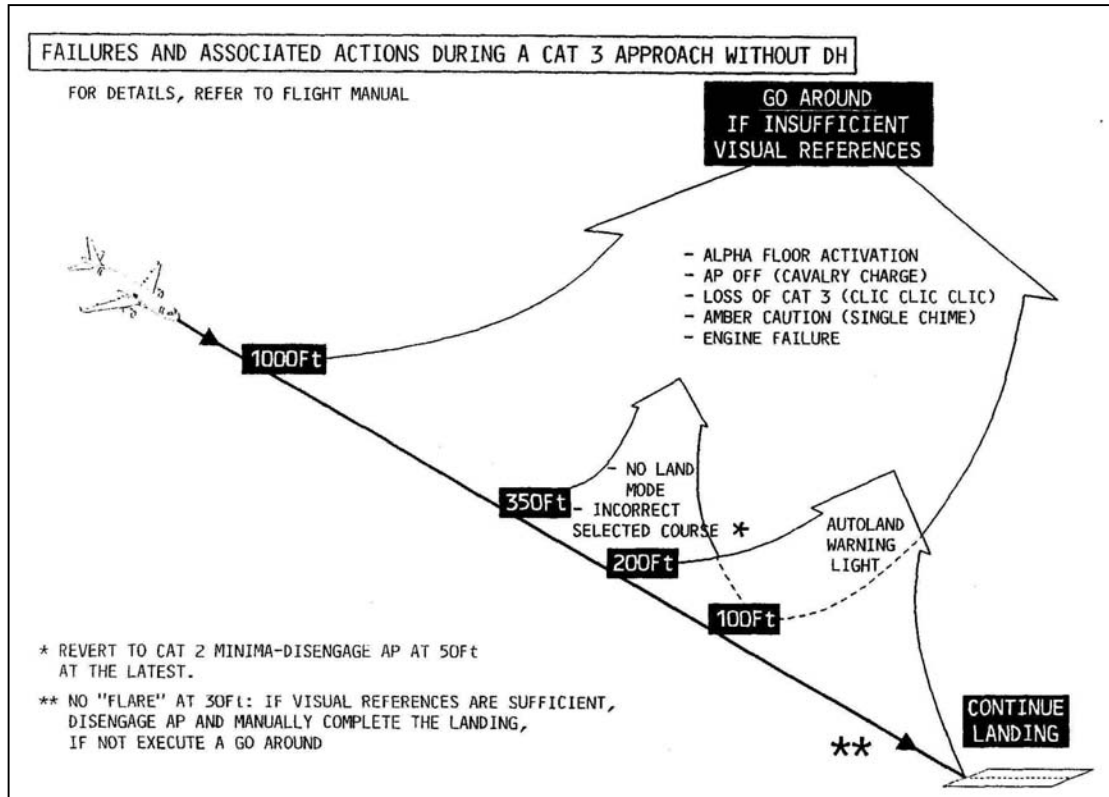 FAILURES AND ASSOCIATED ACTIONS DURING A CAT 3 APPROACH WITHOUT DH
FOR DETAILS, REFER TO FLIGHT MANUAL
GO AROUND
IF INSUFFICIENT
VISUAL REFERENCES
- ALPHA FLOOR ACTIVATION
- AP OFF (CAVALRY CHARGE)
- LOSS OF CAT 3 (CLIC CLIC CLIC)
- AMBER CAUTION (SINGLE CHIME)
- ENGINE FAILURE
1000Ft
350Ft
- NO LAND
MODE
- INCORRECT
SELECTED COURSE *
200Ft
AUTOLAND
WARNING
LIGHT
100Ft
* REVERT TO CAT 2 MINIMA-DISENGAGE AP AT 50Ft
AT THE LATEST.
** NO "FLARE" AT 30Ft: IF VISUAL REFERENCES ARE SUFFICIENT,
DISENGAGE AP AND MANUALLY COMPLETE THE LANDING,
IF NOT EXECUTE A GO AROUND
CONTINUE
LANDING
**